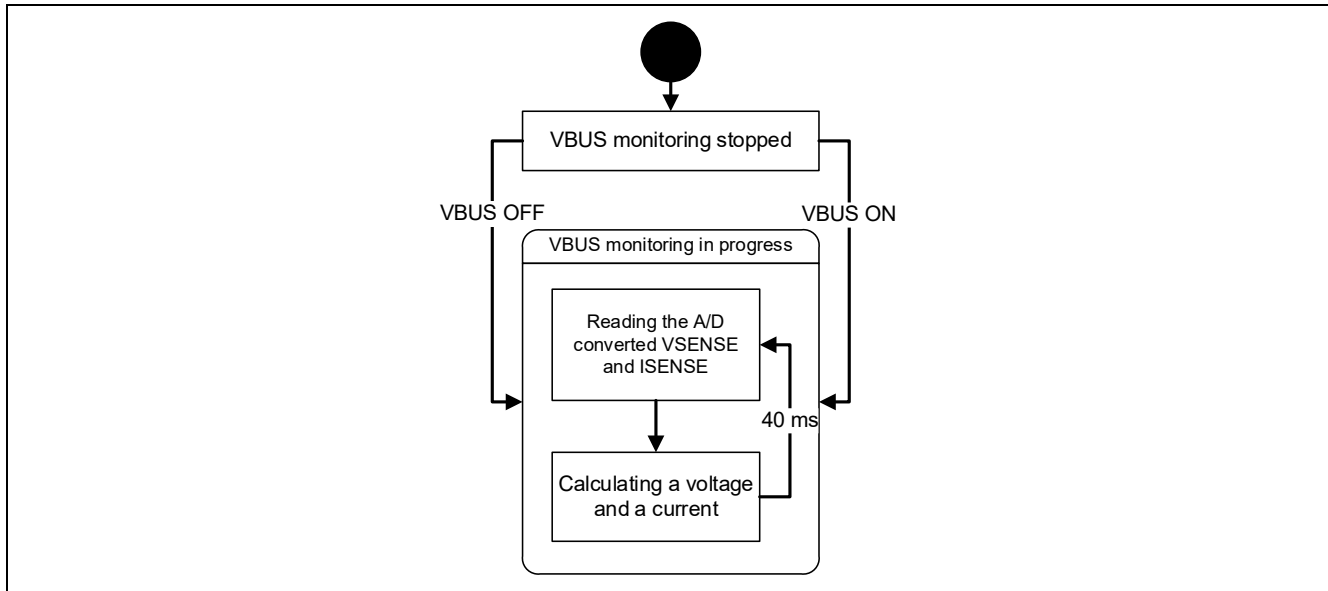 VBUS monitoring stopped
VBUS OFF
VBUS ON
VBUS monitoring in progress
Reading the A/D
converted VSENSE
and ISENSE
40 ms
Calculating a voltage
and a current